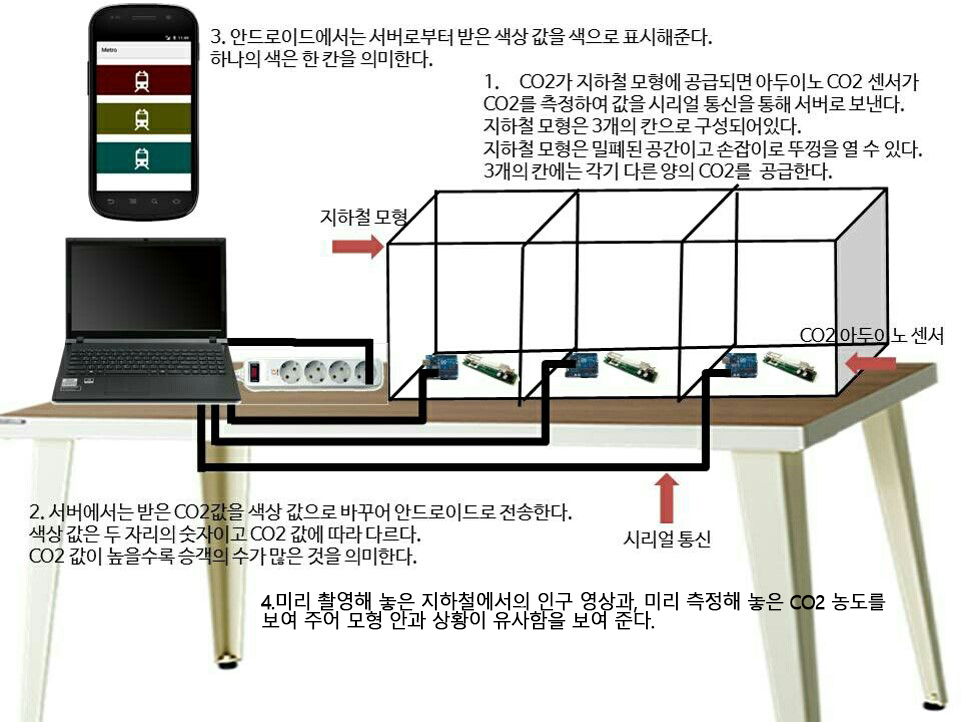 3. 안드로이드에서는 서버로부터 받은 색상 값을 색으로 표시해준다.
하나의 색은 한 칸을 의미한다.
11:49
Metro
1. CO2가 지하철 모형에 공급되면 아두이노 CO2 센서가
CO2를 측정하여 값을 시리얼 통신을 통해 서버로 보낸다.
지하철 모형은 3개의 칸으로 구성되어있다.
지하철 모형은 밀폐된 공간이고 손잡이로 뚜껑을 열 수 있다.
3개의 칸에는 각기 다른 양의 CO2를 공급한다.
지하철 모형
CO2 아두이노 센서
2. 서버에서는 받은 CO2값을 색상 값으로 바꾸어 안드로이드로 전송한다.
색상 값은 두 자리의 숫자이고 CO2 값에 따라 다르다.
CO2 값이 높을수록 승객의 수가 많은 것을 의미한다.
시리얼 통신
4.미리 촬영해 놓은 지하철에서의 인구 영상과, 미리 측정해 놓은 CO2 농도를
보여 주어 모형 안과 상황이 유사함을 보여 준다.